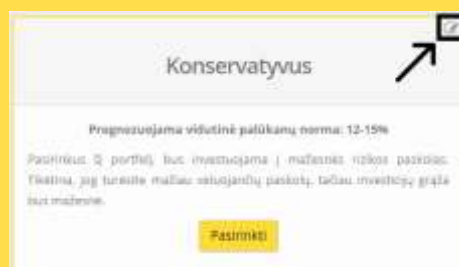 Konservatyvus
Prognozuojama vidutinė palūkanų norma: 12-15%
Pasirinkus šį portfelį, bus investuojama į mažesnės rizikos paskolas.
Tikėtina, jog turėsite mažiau vėluojančių paskolų, tačiau investicijų grąža
bus mažesnė.
Pasirinkti